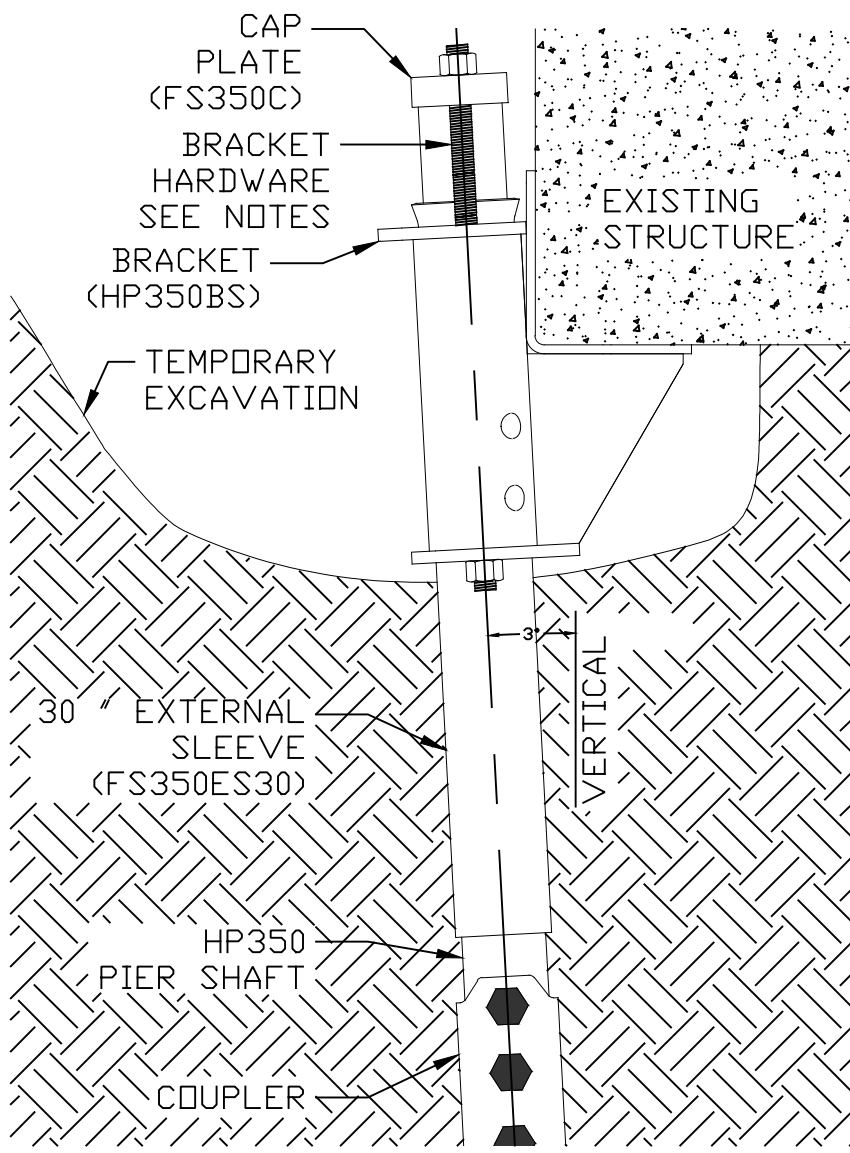 CAP
PLATE
(FS350C)
BRACKET
HARDWARE
SEE NOTES
EXISTING
STRUCTURE
BRACKET
(HP350BS)
TEMPORARY
EXCAVATION
3°
VERTICAL
30 " EXTERNAL
SLEEVE
(FS350ES30)
HP350
PIER SHAFT
COUPLER